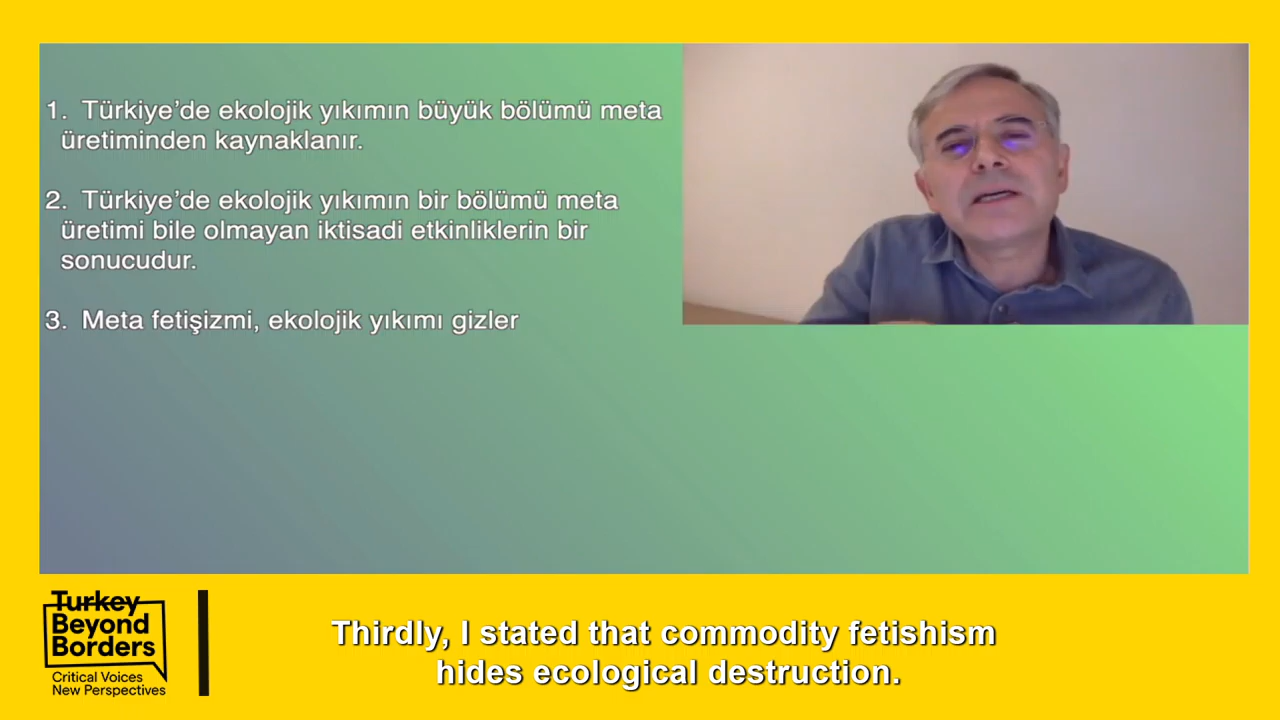 1. Türkiye’de ekolojik yıkımın büyük bölümü meta
üretiminden kaynaklanır.
2. Türkiye’de ekolojik yıkımın bir bölümü meta
üretimi bile olmayan iktisadi etkinliklerin bir
sonucudur.
3. Meta fetişizmi, ekolojik yıkımı gizler
Turkey
Beyond
Borders
Critical Voices
New Perspectives
Thirdly, I stated that commodity fetishism
hides ecological destruction.